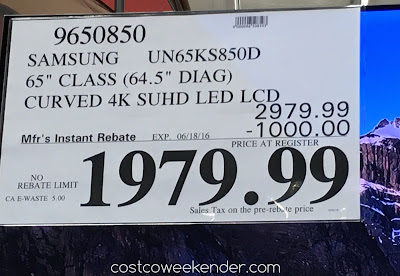 9650850
SAMSUNG UN65KS850D
65" CLASS (64.5" DIAG)
CURVED 4K SUHD LED LCD
2979.99
Mfr's Instant Rebate EXP. 06/18/16 -1000.00
PRICE AT REGISTER
NO
REBATE LIMIT
CA E-WASTE 5.00
1979.99
Sales Tax on the pre-rebate price
costcoweekender.com